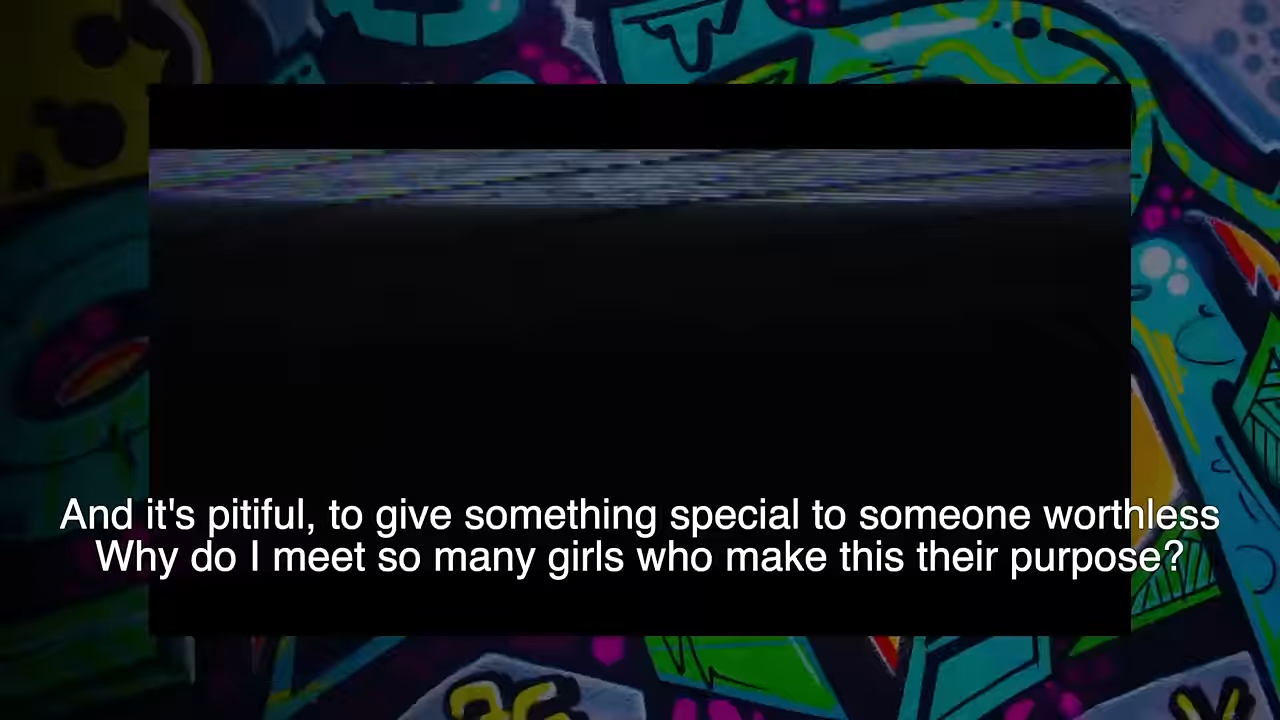 And it's pitiful, to give something special to someone worthless
Why do I meet so many girls who make this their purpose?